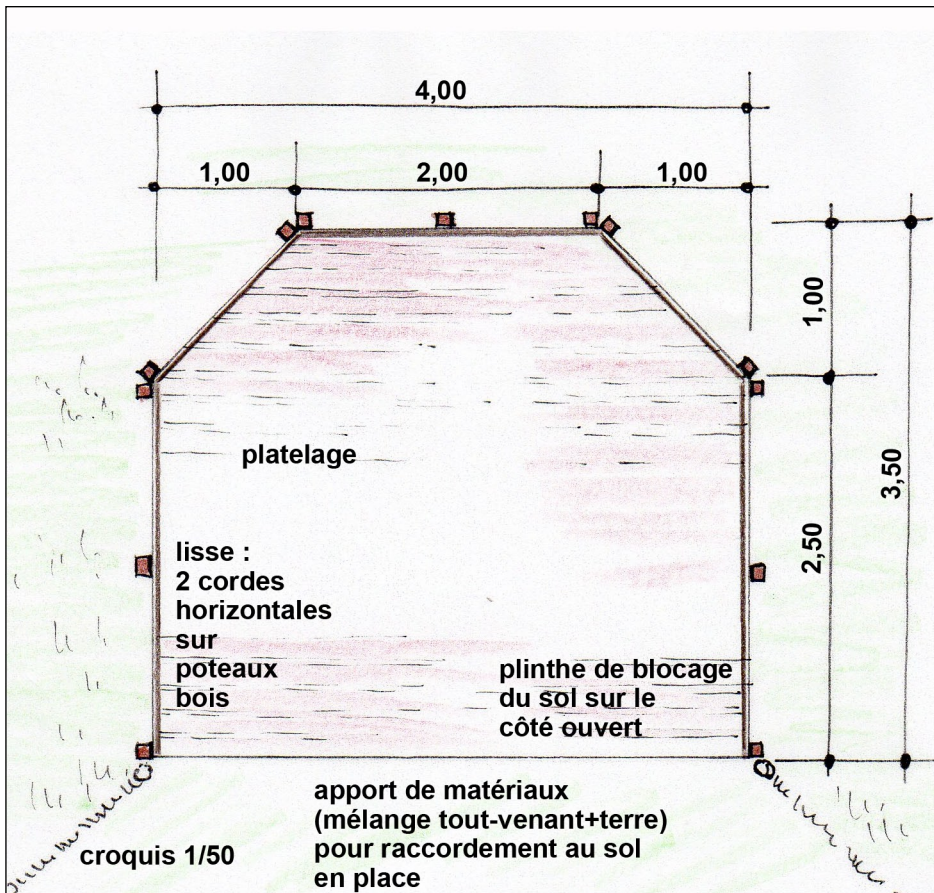 4,00
1,00
2,00
1,00
1,00
2,50
3,50
platelage
lisse :
2 cordes
horizontales
sur
poteaux
bois
plinthe de blocage
du sol sur le
côté ouvert
apport de matériaux
(mélange tout-venant+terre)
pour raccordement au sol
en place
croquis 1/50